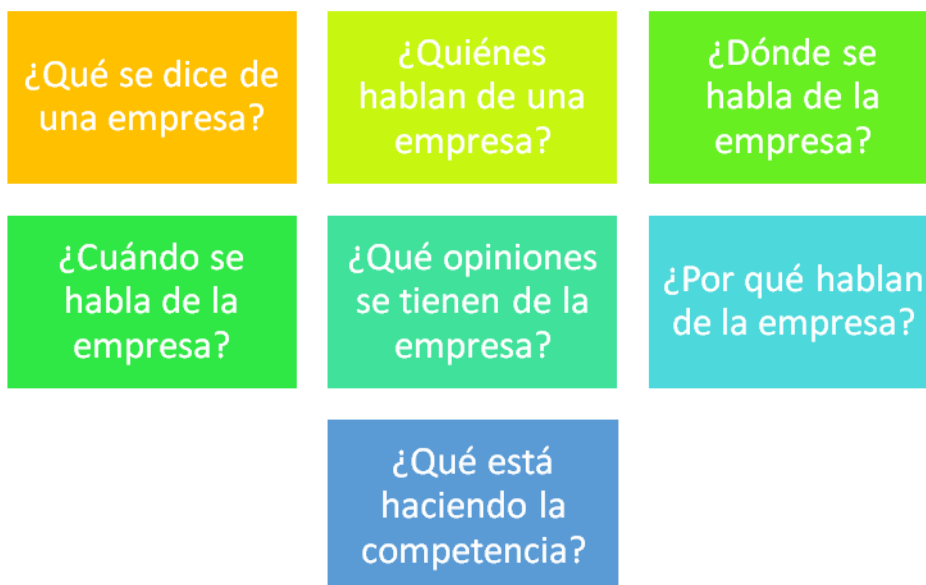 ¿Qué se dice de
una empresa?
¿Quiénes
hablan de una
empresa?
¿Dónde se
habla de la
empresa?
¿Cuándo se
habla de la
empresa?
¿Qué opiniones
se tienen de la
empresa?
¿Por qué hablan
de la empresa?
¿Qué está
haciendo la
competencia?